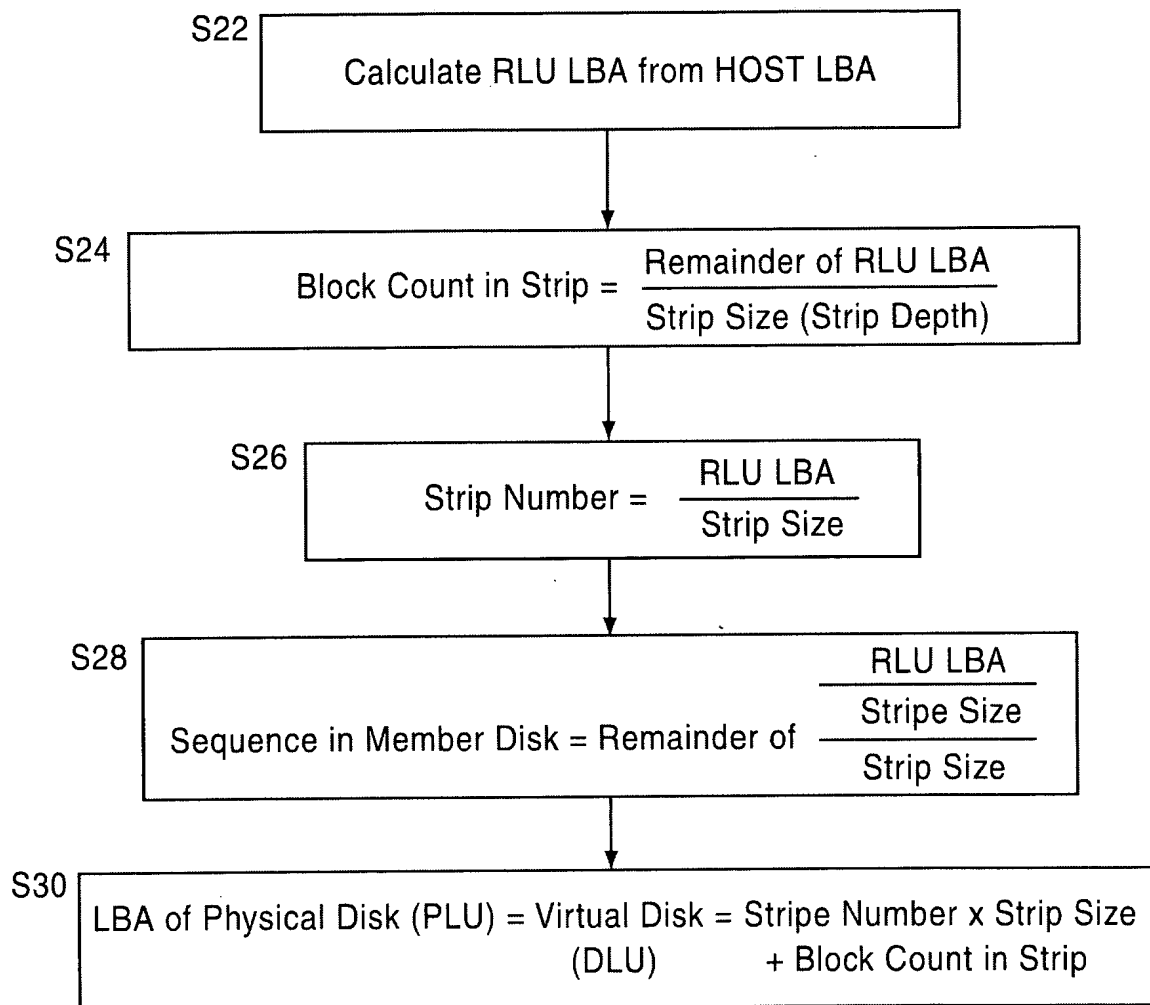 S22
Calculate RLU LBA from HOST LBA
S24
Block Count in Strip = Remainder of RLU LBA
Strip Size (Strip Depth)
S26
Strip Number = RLU LBA
Strip Size
S28
RLU LBA
Stripe Size
Sequence in Member Disk = Remainder of
Strip Size
S30
LBA of Physical Disk (PLU) = Virtual Disk = Stripe Number x Strip Size
(DLU) + Block Count in Strip